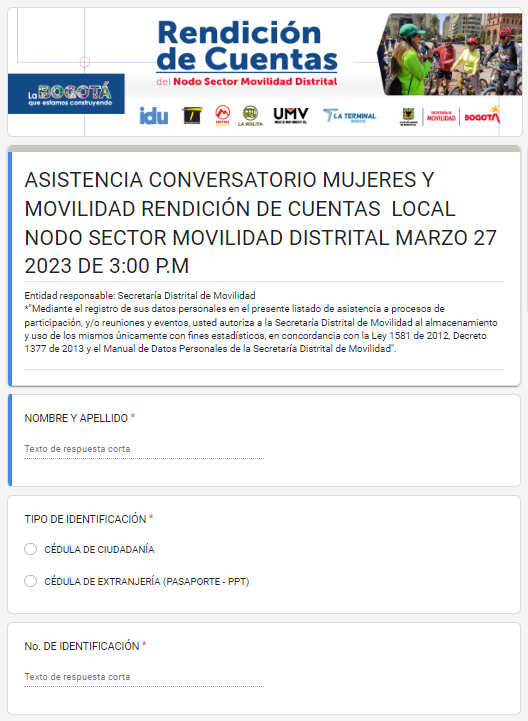 Rendición
de Cuentas
del Nodo Sector Movilidad Distrital
La BOGOTÁ
que estamos construyendo
idu
LA ROLITA
UMV
LA TERMINAL
SECRETARÍA DE
MOVILIDAD
BOGOTÁ
ASISTENCIA CONVERSATORIO MUJERES Y
MOVILIDAD RENDICIÓN DE CUENTAS LOCAL
NODO SECTOR MOVILIDAD DISTRITAL MARZO 27
2023 DE 3:00 P.M
Entidad responsable: Secretaría Distrital de Movilidad
*"Mediante el registro de sus datos personales en el presente listado de asistencia a procesos de
participación, y/o reuniones y eventos, usted autoriza a la Secretaría Distrital de Movilidad al almacenamiento
y uso de los mismos únicamente con fines estadísticos, en concordancia con la Ley 1581 de 2012, Decreto
1377 de 2013 y el Manual de Datos Personales de la Secretaría Distrital de Movilidad".
NOMBRE Y APELLIDO *
Texto de respuesta corta
TIPO DE IDENTIFICACIÓN *
CÉDULA DE CIUDADANÍA
CÉDULA DE EXTRANJERÍA (PASAPORTE - PPT)
No. DE IDENTIFICACIÓN *
Texto de respuesta corta